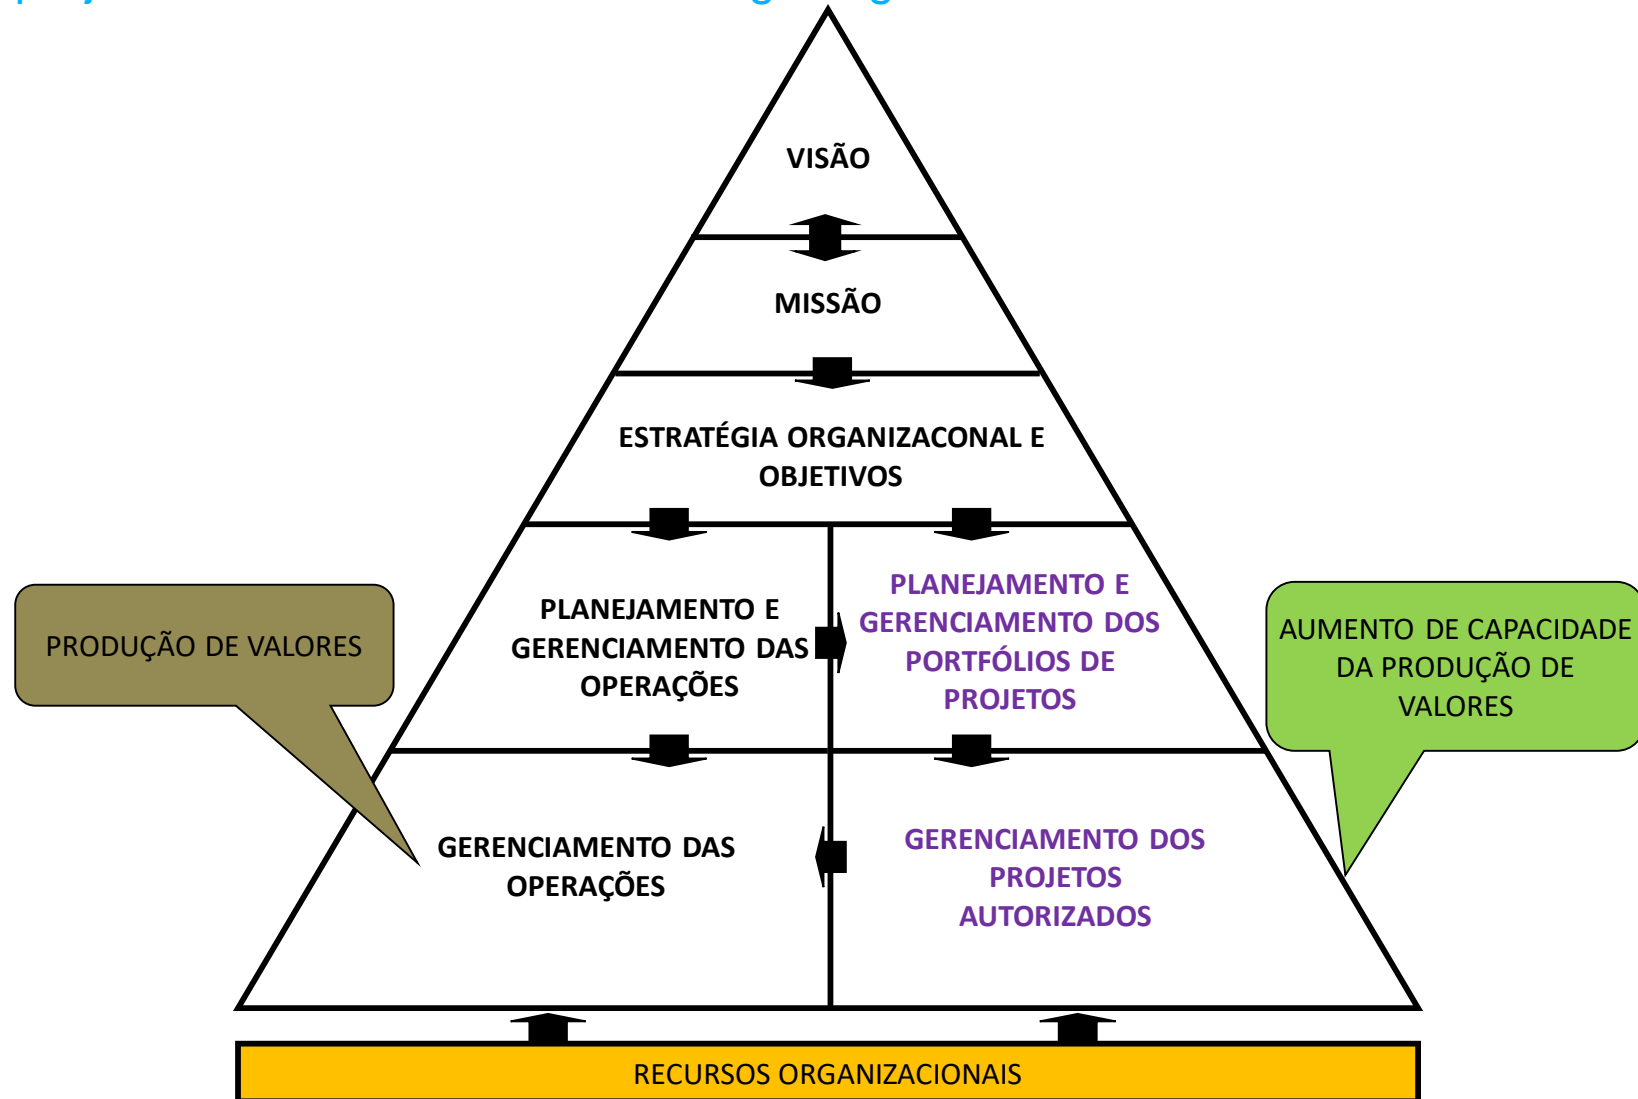 VISÃO
MISSÃO
ESTRATÉGIA ORGANIZACONAL E
OBJETIVOS
PLANEJAMENTO E
GERENCIAMENTO DAS
OPERAÇÕES
PLANEJAMENTO E
GERENCIAMENTO DOS
PORTFÓLIOS DE
PROJETOS
PRODUÇÃO DE VALORES
AUMENTO DE CAPACIDADE
DA PRODUÇÃO DE
VALORES
GERENCIAMENTO DAS
OPERAÇÕES
GERENCIAMENTO DOS
PROJETOS
AUTORIZADOS
RECURSOS ORGANIZACIONAIS